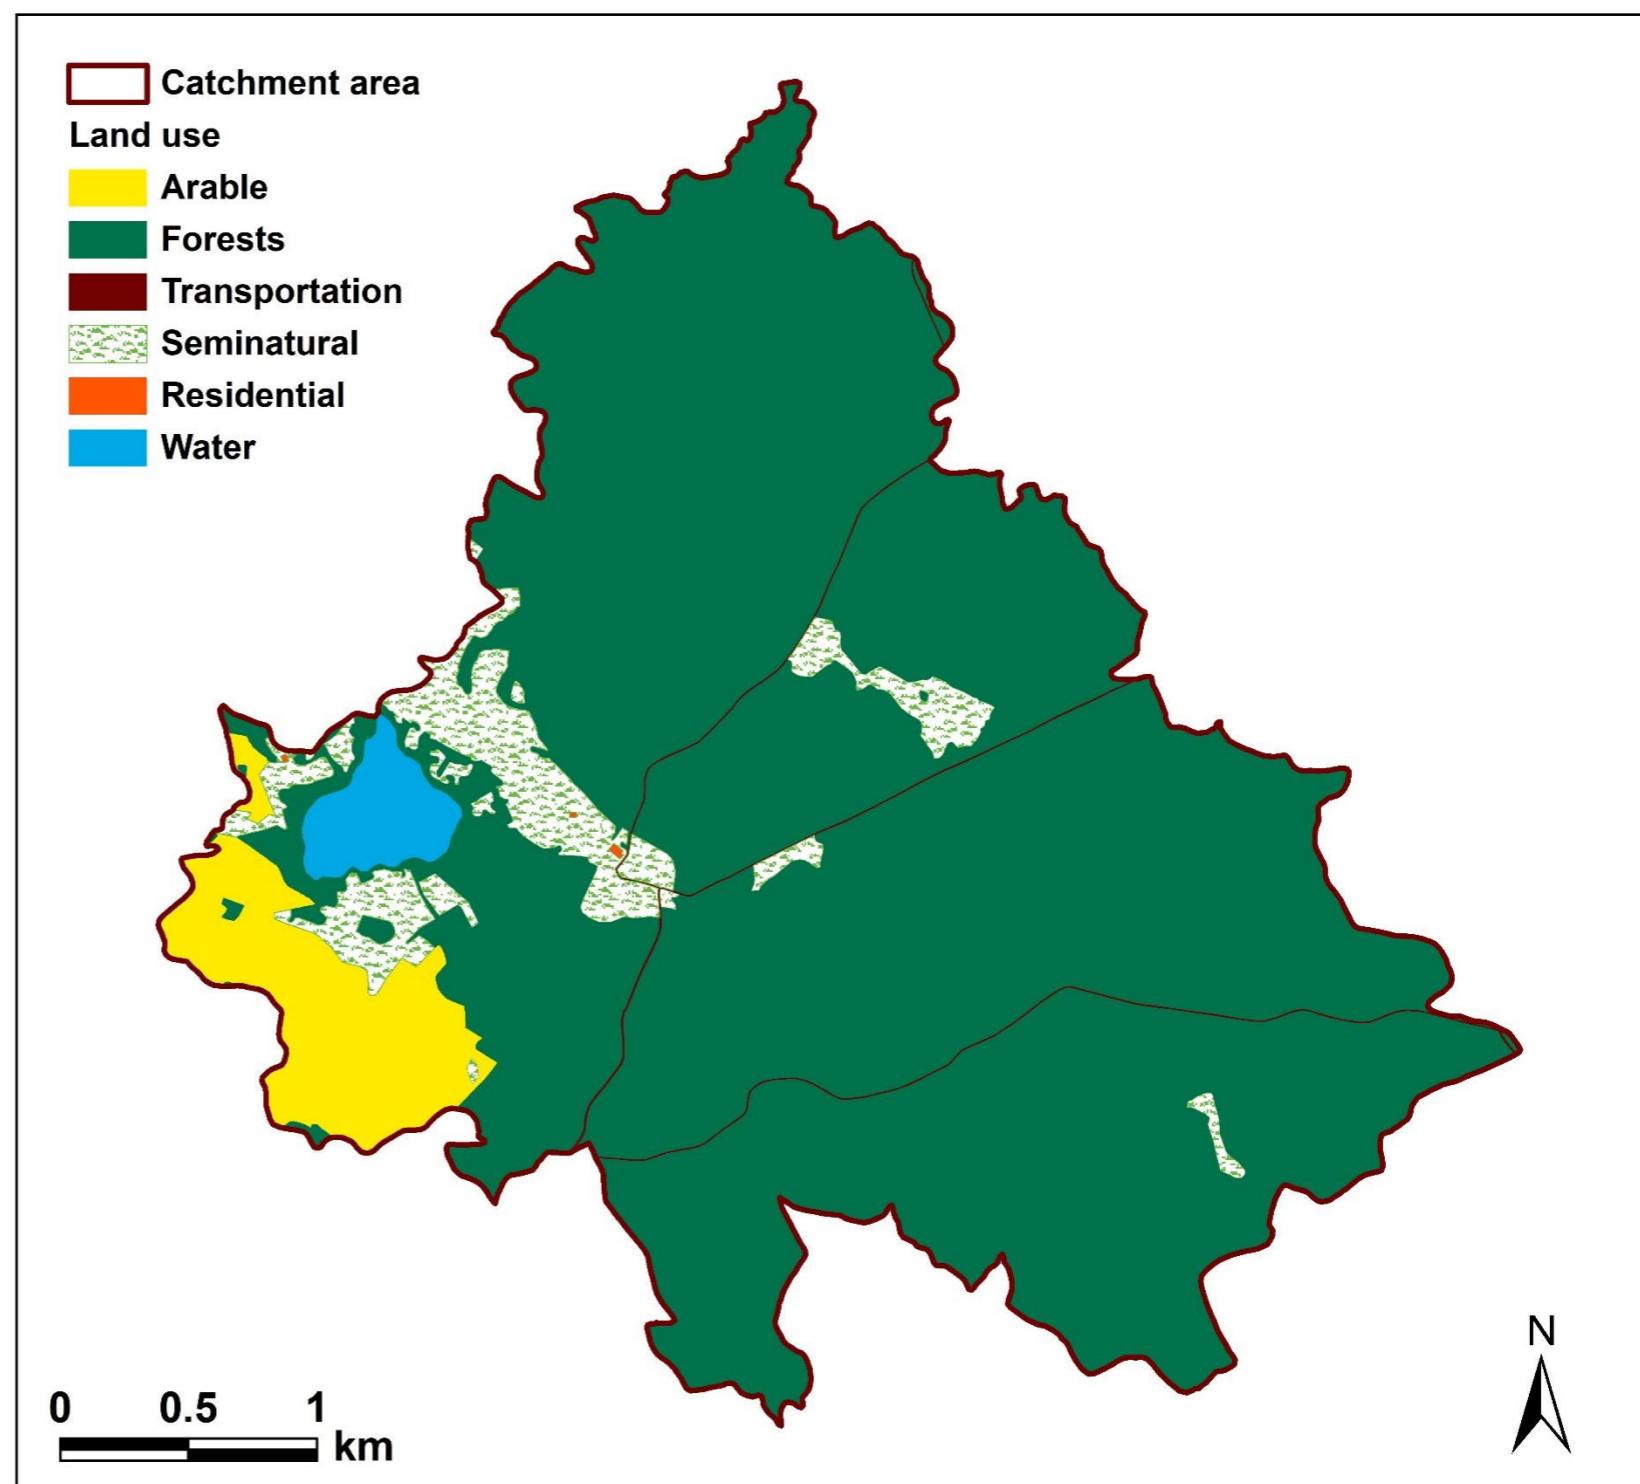 Catchment area
Land use
Arable
Forests
Transportation
Seminatural
Residential
Water
N
0 0.5 1
km